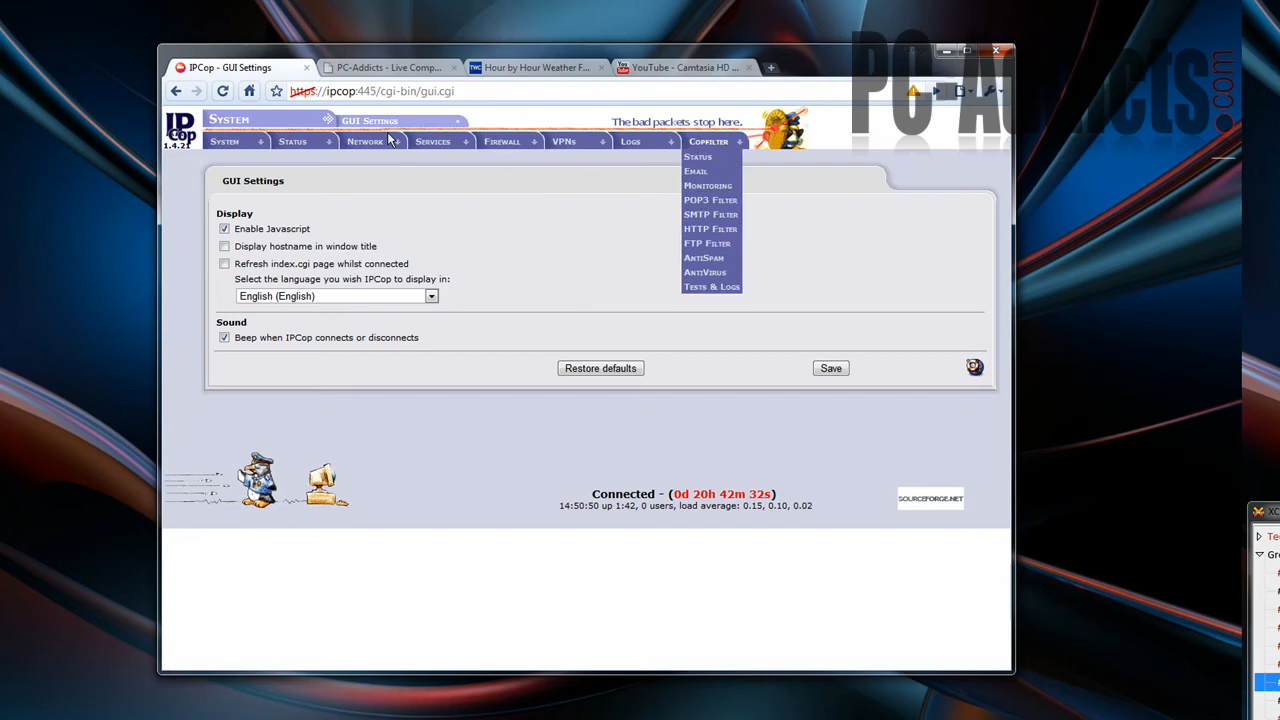 IPCop - GUI Settings
PC-Addicts - Live Comp...
Hour by Hour Weather F...
YouTube - Camtasia HD ...
https://ipcop:445/cgi-bin/gui.cgi
PC-Addicts.com
IP Cop
1.4.21
System
GUI Settings
The bad packets stop here.
System
Status
Network
Services
Firewall
VPNs
Logs
Copfilter
Status
Email
Monitoring
POP3 Filter
SMTP Filter
HTTP Filter
FTP Filter
AntiSpam
AntiVirus
Tests & Logs
GUI Settings
Display
Enable Javascript
Display hostname in window title
Refresh index.cgi page whilst connected
Select the language you wish IPCop to display in:
English (English)
Sound
Beep when IPCop connects or disconnects
Restore defaults
Save
Connected - (0d 20h 42m 32s)
14:50:50 up 1:42, 0 users, load average: 0.15, 0.10, 0.02
SOURCEFORGE.NET
XC
Te
Gre